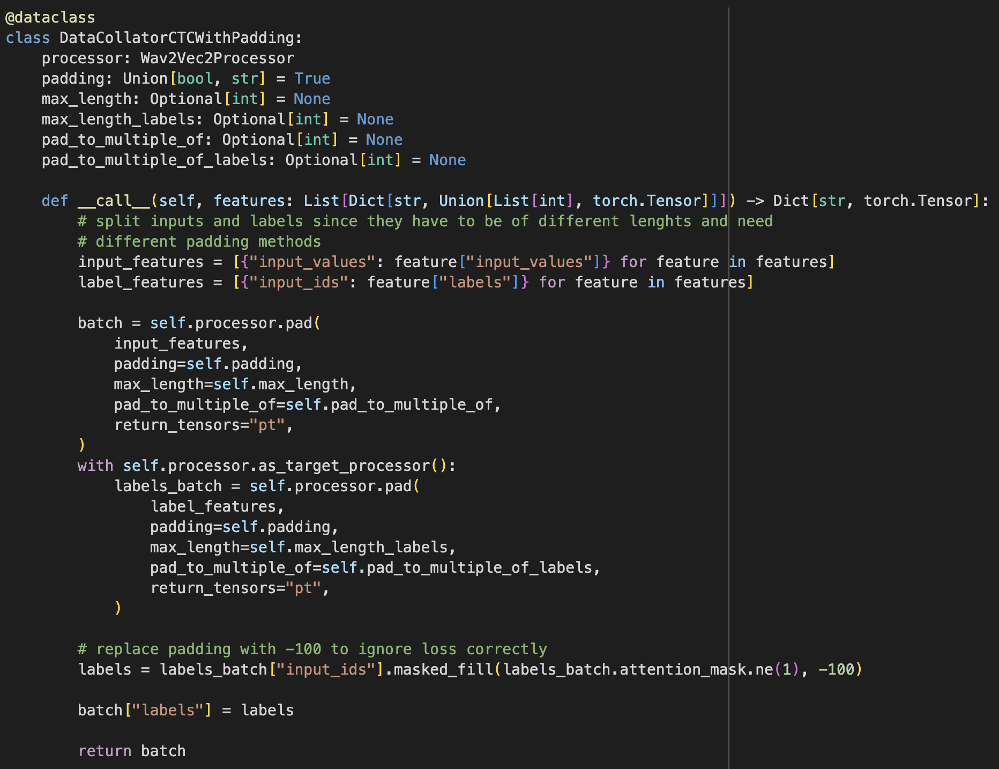 @dataclass
class DataCollatorCTCWithPadding:
    processor: Wav2Vec2Processor
    padding: Union[bool, str] = True
    max_length: Optional[int] = None
    max_length_labels: Optional[int] = None
    pad_to_multiple_of: Optional[int] = None
    pad_to_multiple_of_labels: Optional[int] = None

    def __call__(self, features: List[Dict[str, Union[List[int], torch.Tensor]]]) -> Dict[str, torch.Tensor]:
        # split inputs and labels since they have to be of different lenghts and need
        # different padding methods
        input_features = [{"input_values": feature["input_values"]} for feature in features]
        label_features = [{"input_ids": feature["labels"]} for feature in features]

        batch = self.processor.pad(
            input_features,
            padding=self.padding,
            max_length=self.max_length,
            pad_to_multiple_of=self.pad_to_multiple_of,
            return_tensors="pt",
        )
        with self.processor.as_target_processor():
            labels_batch = self.processor.pad(
                label_features,
                padding=self.padding,
                max_length=self.max_length_labels,
                pad_to_multiple_of=self.pad_to_multiple_of_labels,
                return_tensors="pt",
            )

        # replace padding with -100 to ignore loss correctly
        labels = labels_batch["input_ids"].masked_fill(labels_batch.attention_mask.ne(1), -100)

        batch["labels"] = labels

        return batch